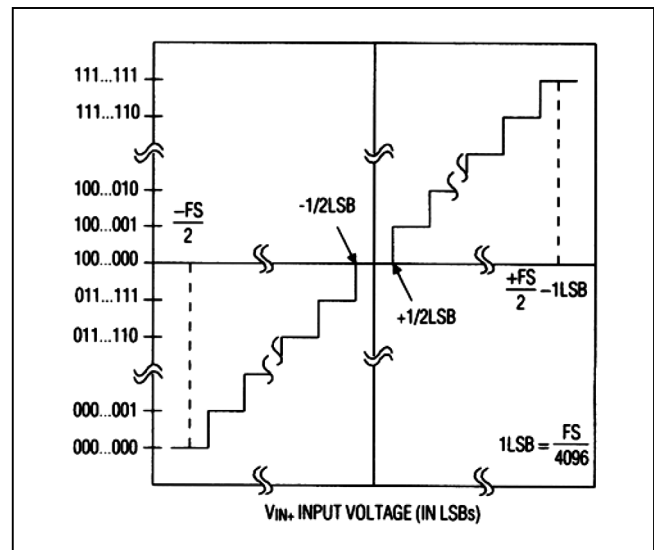 111...111
111...110
100...010
100...001
100...000
011...111
011...110
000...001
000...000
-FS
2
-1/2LSB
+1/2LSB
+FS
2
-1LSB
1LSB = FS
4096
VIN+ INPUT VOLTAGE (IN LSBs)